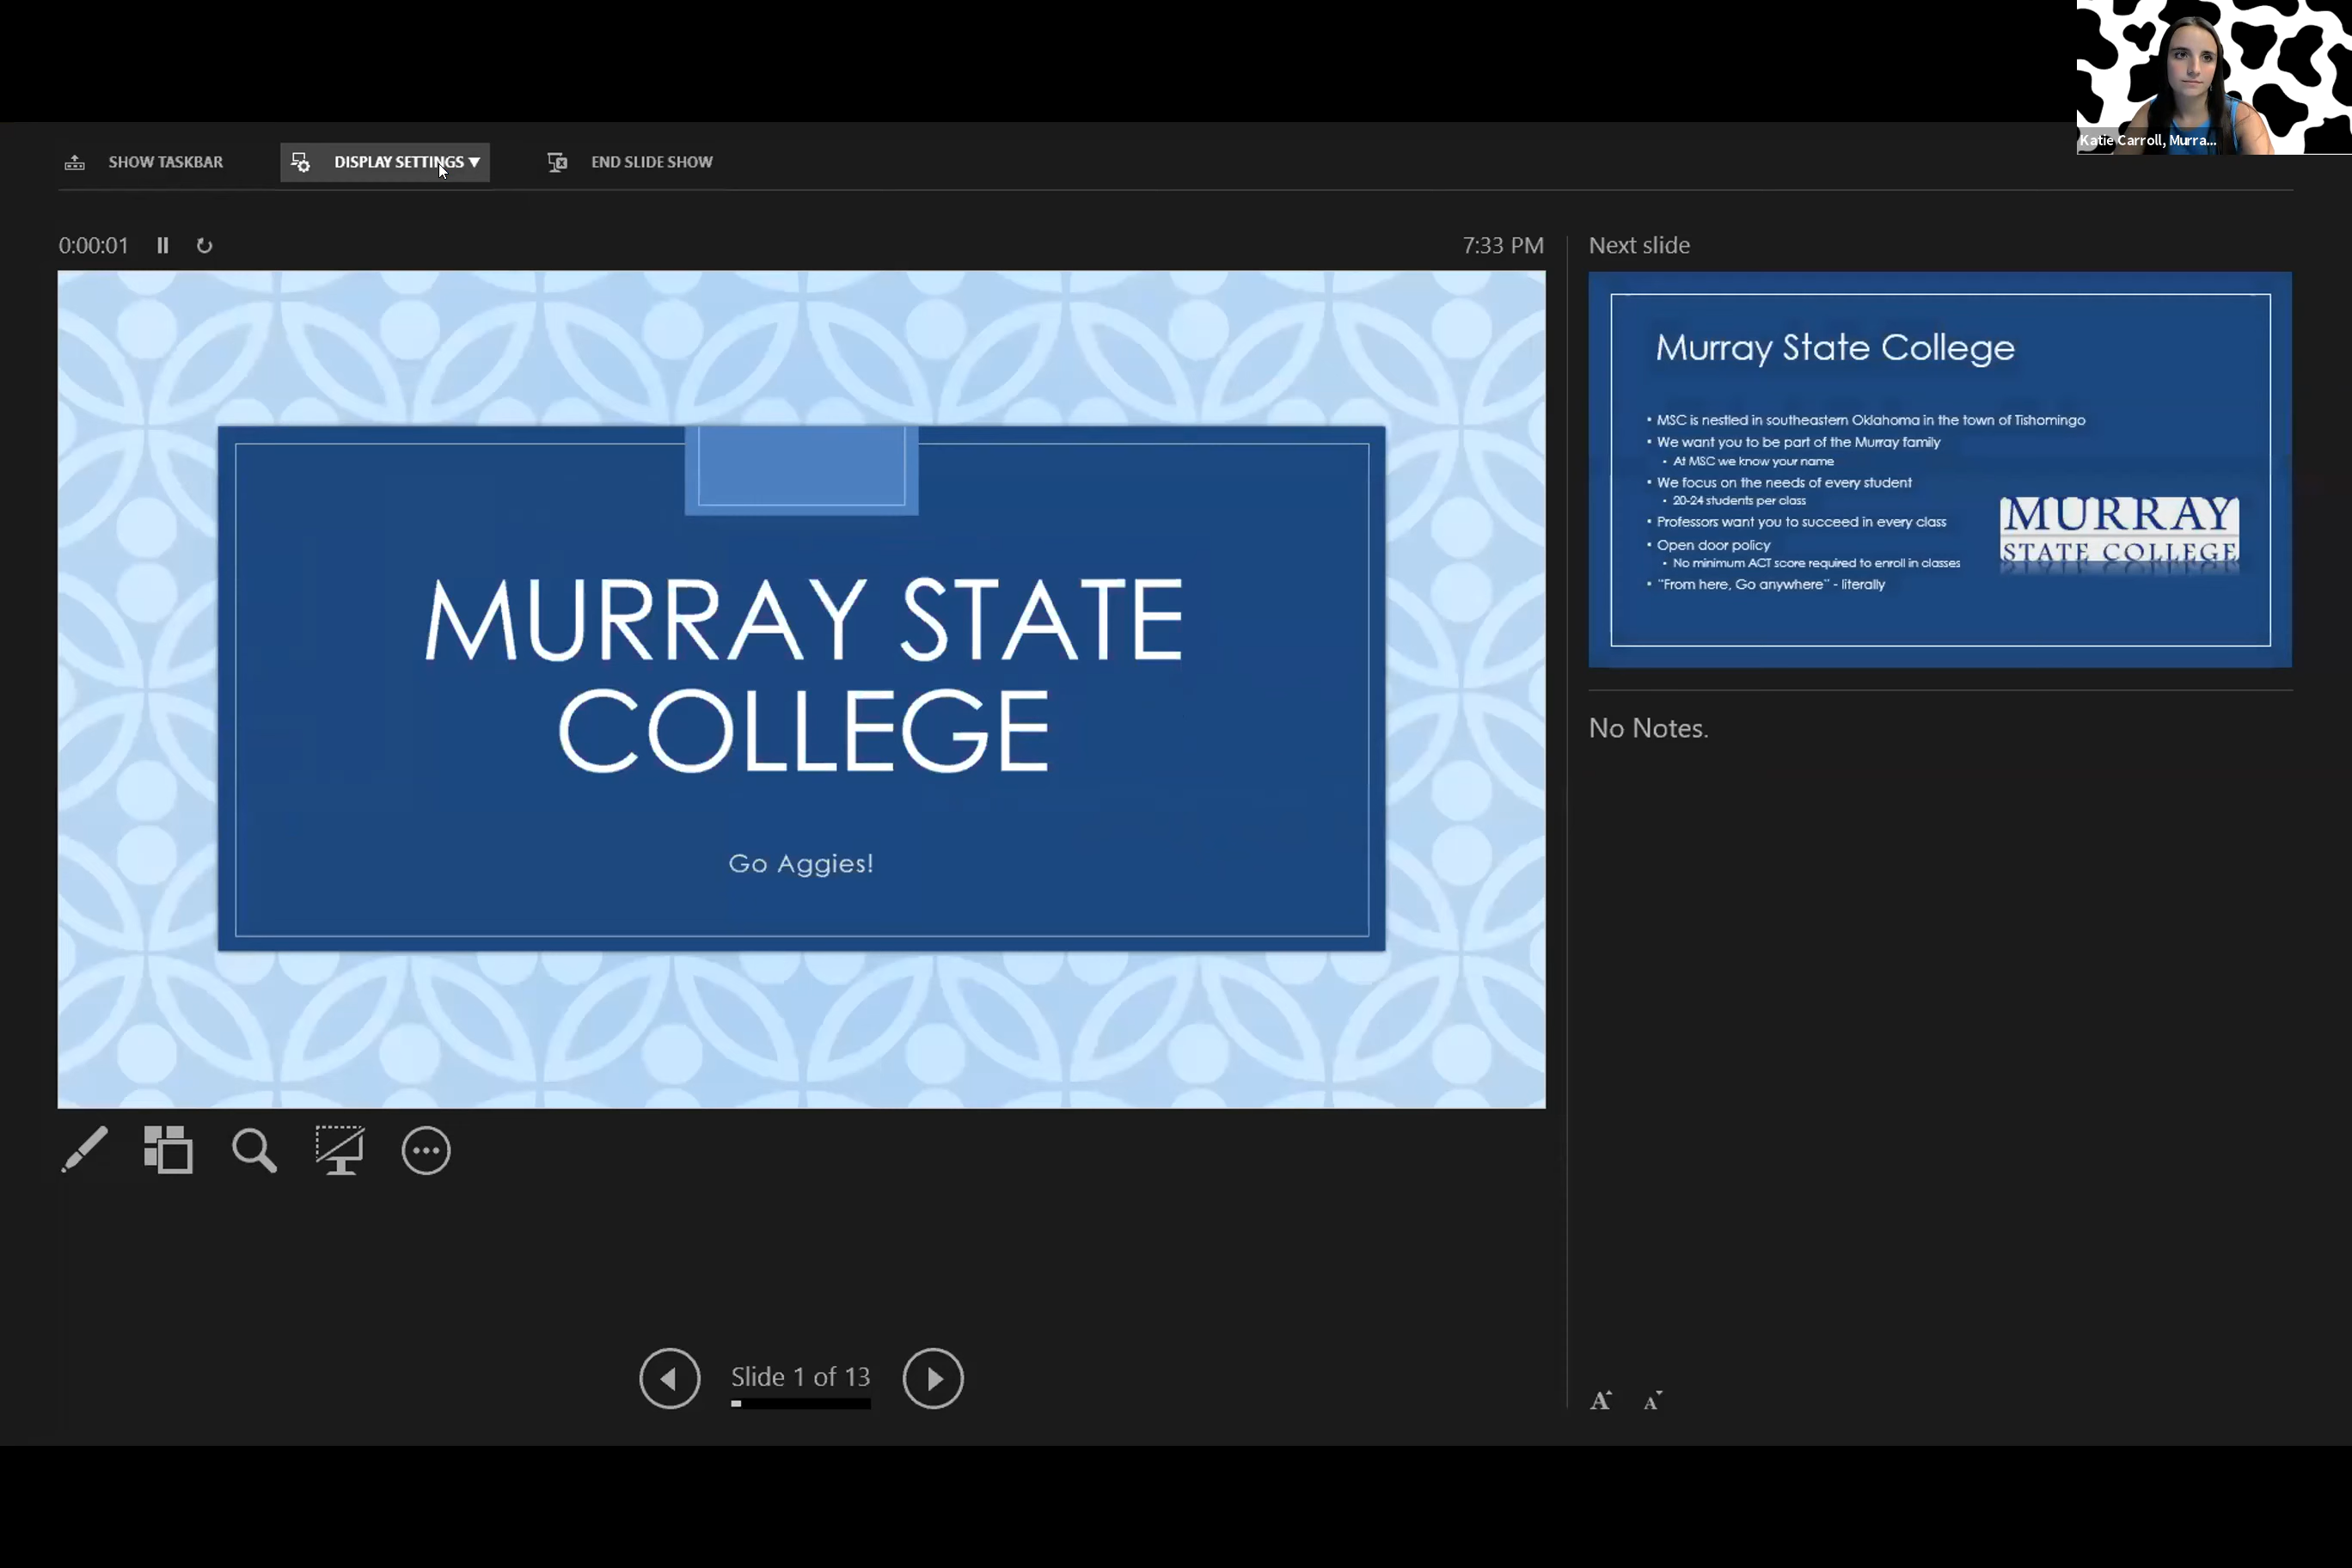 Katie Carroll, Murra...
SHOW TASKBAR
DISPLAY SETTINGS ▼
END SLIDE SHOW
0:00:01
7:33 PM
MURRAY STATE
COLLEGE
Go Aggies!
Slide 1 of 13
Next slide
Murray State College
• MSC is nestled in southeastern Oklahoma in the town of Tishomingo
• We want you to be part of the Murray family
• At MSC we know your name
• We focus on the needs of every student
• 20-24 students per class
• Professors want you to succeed in every class
• Open door policy
• No minimum ACT score required to enroll in classes
• "From here, Go anywhere" - literally
MURRAY
STATE COLLEGE
No Notes.
A A